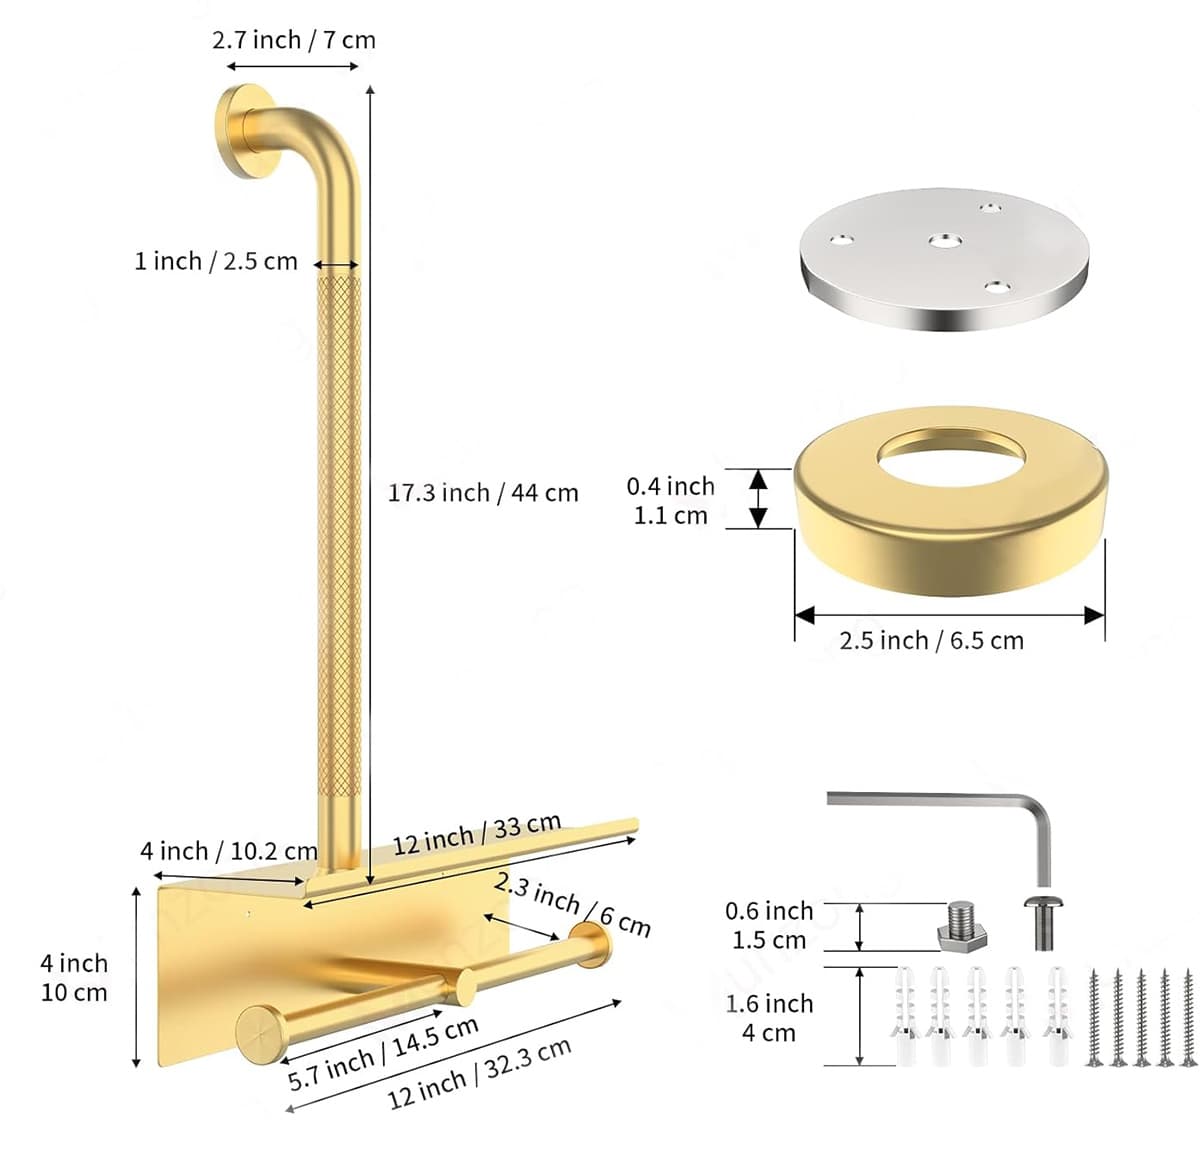 2.7 inch / 7 cm
1 inch / 2.5 cm
17.3 inch / 44 cm
0.4 inch
1.1 cm
2.5 inch / 6.5 cm
4 inch / 10.2 cm
12 inch / 33 cm
2.3 inch / 6 cm
4 inch
10 cm
5.7 inch / 14.5 cm
12 inch / 32.3 cm
0.6 inch
1.5 cm
1.6 inch
4 cm